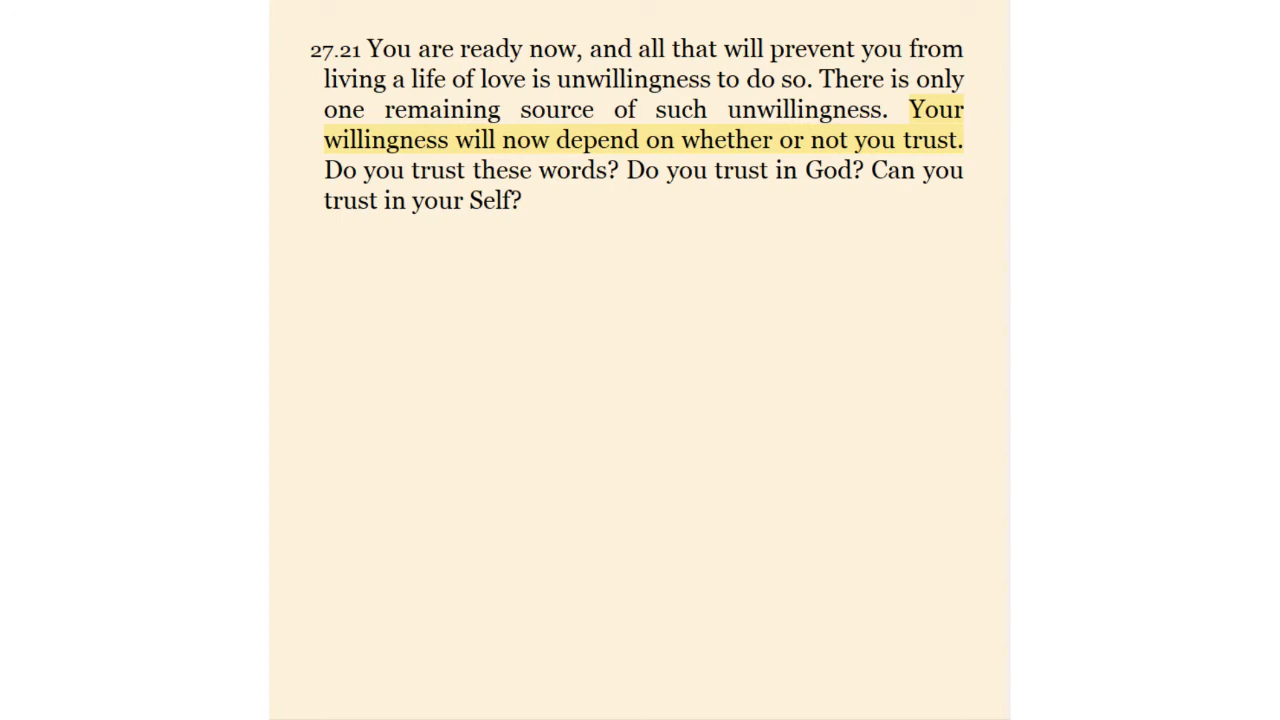 27.21 You are ready now, and all that will prevent you from
living a life of love is unwillingness to do so. There is only
one remaining source of such unwillingness. Your
willingness will now depend on whether or not you trust.
Do you trust these words? Do you trust in God? Can you
trust in your Self?